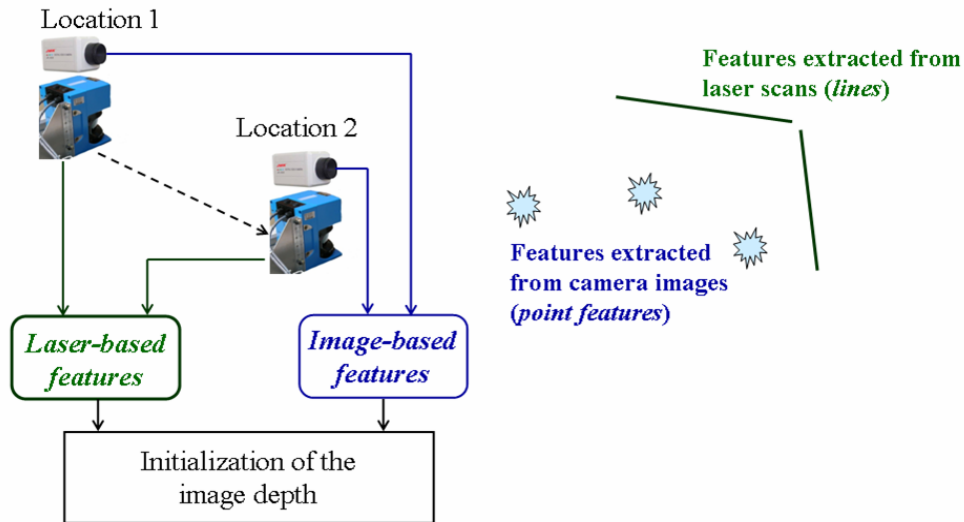 Location 1
Features extracted from
laser scans (lines)
Location 2
Features extracted
from camera images
(point features)
Laser-based
features
Image-based
features
Initialization of the
image depth